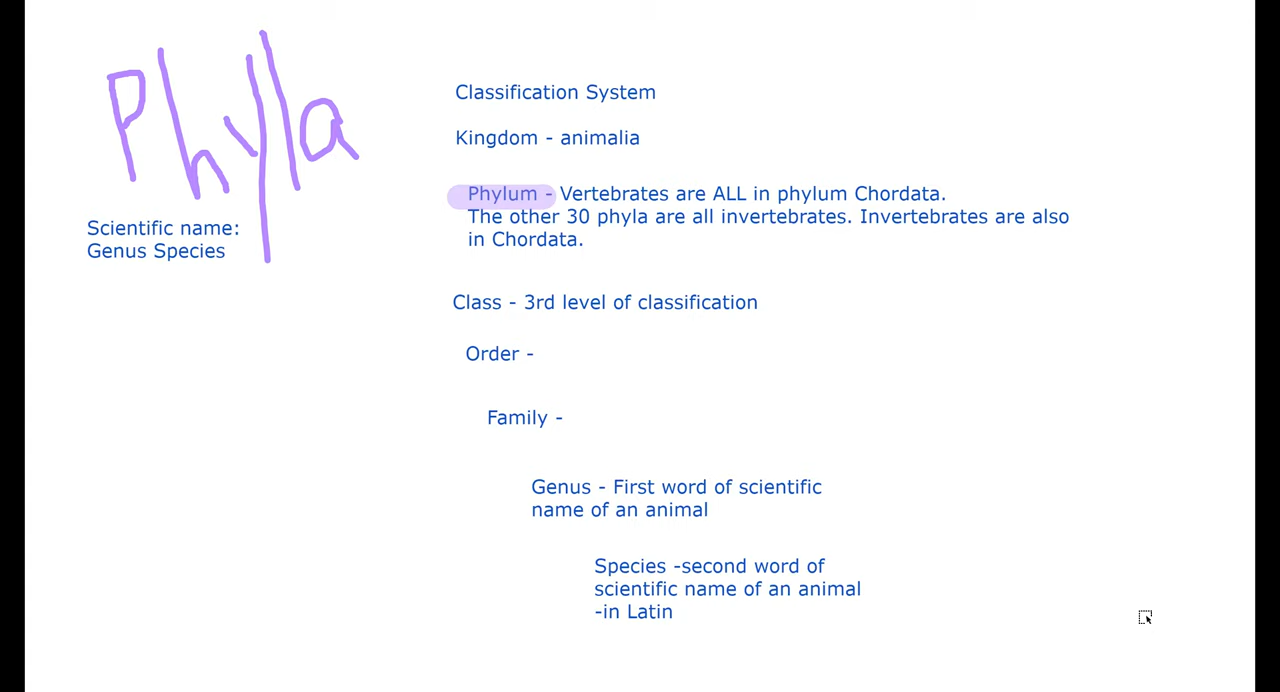 Phylla
Scientific name:
Genus Species
Classification System
Kingdom - animalia
Phylum - Vertebrates are ALL in phylum Chordata.
The other 30 phyla are all invertebrates. Invertebrates are also
in Chordata.
Class - 3rd level of classification
Order -
Family -
Genus - First word of scientific
name of an animal
Species -second word of
scientific name of an animal
-in Latin